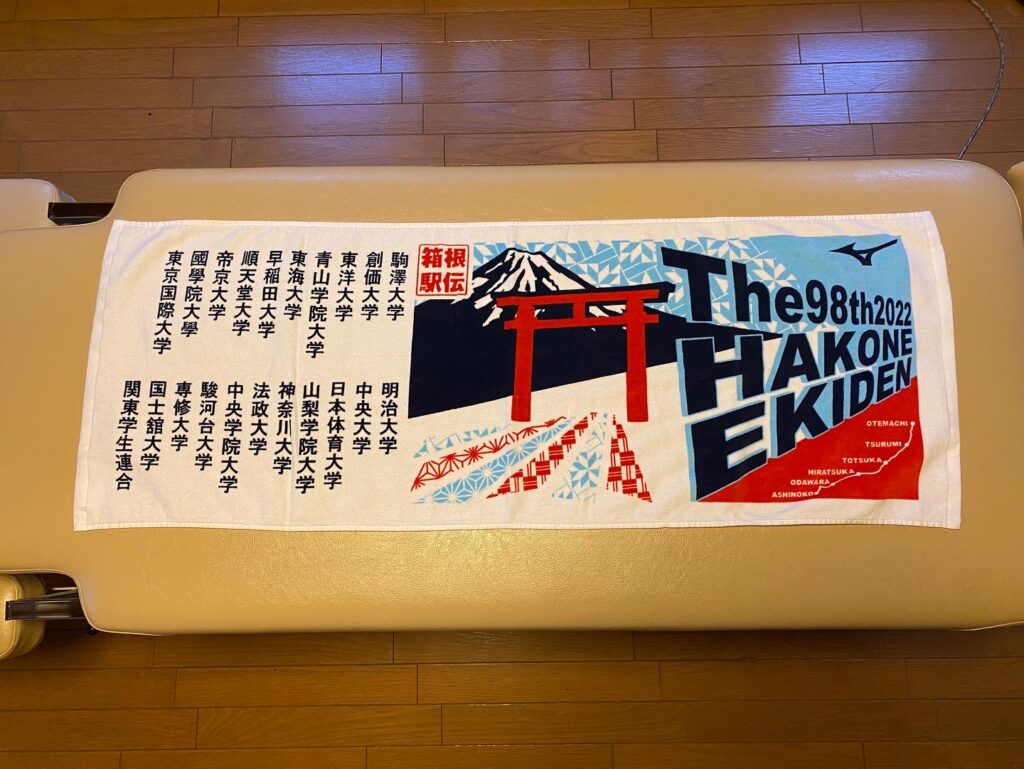 駒澤大学
創価大学
東洋大学
青山学院大学
東海大学
早稲田大学
順天堂大学
帝京大学
國學院大學
東京国際大学
明治大学
中央大学
日本体育大学
山梨学院大学
神奈川大学
法政大学
中央学院大学
駿河台大学
専修大学
国士舘大学
関東学生連合
箱根
駅伝
The98th2022
HAKONE
EKIDEN
OTEMACHI
TSURUMI
TOTSUKA
HIRATSUKA
ODAWARA
ASHINOKO